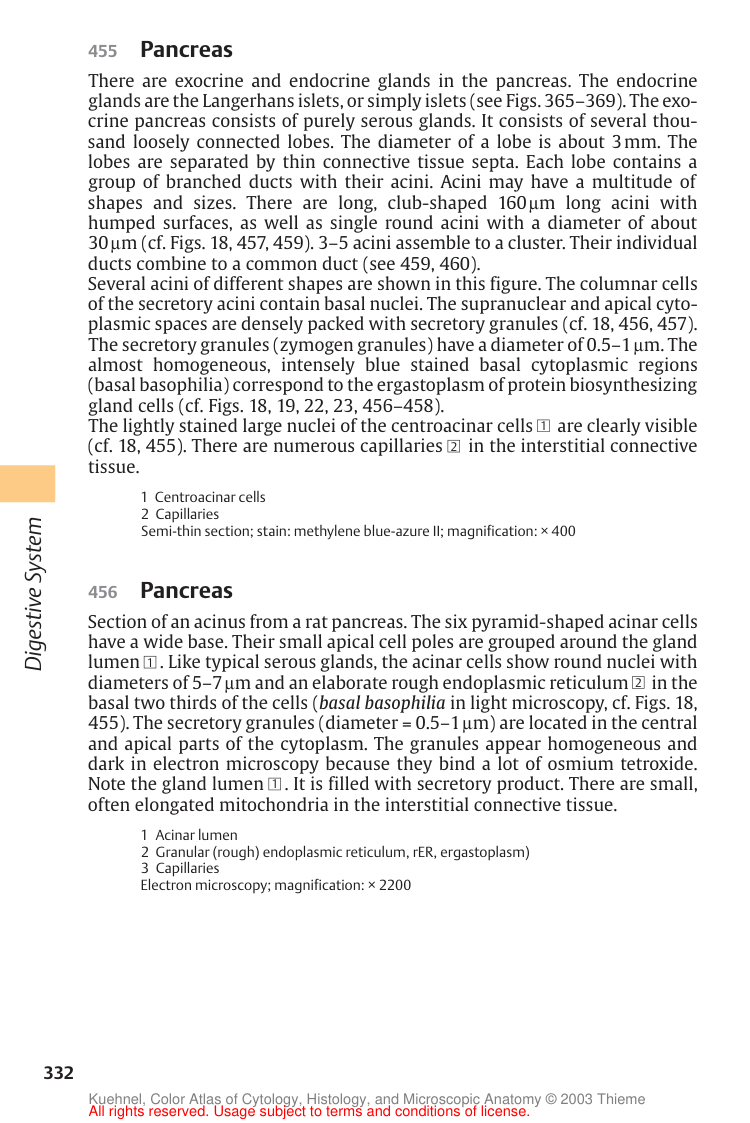 455 Pancreas
There are exocrine and endocrine glands in the pancreas. The endocrine
glands are the Langerhans islets, or simply islets (see Figs. 365–369). The exo-
crine pancreas consists of purely serous glands. It consists of several thou-
sand loosely connected lobes. The diameter of a lobe is about 3 mm. The
lobes are separated by thin connective tissue septa. Each lobe contains a
group of branched ducts with their acini. Acini may have a multitude of
shapes and sizes. There are long, club-shaped 160 µm long acini with
humped surfaces, as well as single round acini with a diameter of about
30 µm (cf. Figs. 18, 457, 459). 3–5 acini assemble to a cluster. Their individual
ducts combine to a common duct (see 459, 460).
Several acini of different shapes are shown in this figure. The columnar cells
of the secretory acini contain basal nuclei. The supranuclear and apical cyto-
plasmic spaces are densely packed with secretory granules (cf. 18, 456, 457).
The secretory granules (zymogen granules) have a diameter of 0.5–1 µm. The
almost homogeneous, intensely blue stained basal cytoplasmic regions
(basal basophilia) correspond to the ergastoplasm of protein biosynthesizing
gland cells (cf. Figs. 18, 19, 22, 23, 456–458).
The lightly stained large nuclei of the centroacinar cells 1 are clearly visible
(cf. 18, 455). There are numerous capillaries 2 in the interstitial connective
tissue.
1 Centroacinar cells
2 Capillaries
Semi-thin section; stain: methylene blue-azure II; magnification: × 400
Digestive System
456 Pancreas
Section of an acinus from a rat pancreas. The six pyramid-shaped acinar cells
have a wide base. Their small apical cell poles are grouped around the gland
lumen 1. Like typical serous glands, the acinar cells show round nuclei with
diameters of 5–7 µm and an elaborate rough endoplasmic reticulum 2 in the
basal two thirds of the cells (basal basophilia in light microscopy, cf. Figs. 18,
455). The secretory granules (diameter = 0.5–1 µm) are located in the central
and apical parts of the cytoplasm. The granules appear homogeneous and
dark in electron microscopy because they bind a lot of osmium tetroxide.
Note the gland lumen 1. It is filled with secretory product. There are small,
often elongated mitochondria in the interstitial connective tissue.
1 Acinar lumen
2 Granular (rough) endoplasmic reticulum, rER, ergastoplasm)
3 Capillaries
Electron microscopy; magnification: × 2200
332
Kuehnel, Color Atlas of Cytology, Histology, and Microscopic Anatomy © 2003 Thieme
All rights reserved. Usage subject to terms and conditions of license.